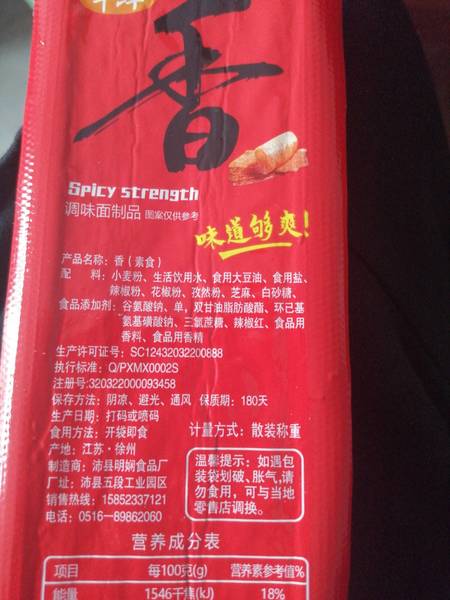 香
Spicy strength
调味面制品 图案仅供参考
味道够爽!
产品名称: 香(素食)
配 料: 小麦粉、生活饮用水、食用大豆油、食用盐、
辣椒粉、花椒粉、孜然粉、芝麻、白砂糖、
食品添加剂: 谷氨酸钠、单，双甘油脂肪酸酯、环己基
氨基磺酸钠、三氯蔗糖、辣椒红、食品用
香料、食品用香精
生产许可证号: SC12432032200688
执行标准: Q/PXMX0002S
注册号:320322000093458
保存方法: 阴凉、避光、通风 保质期: 180天
生产日期: 打码或喷码
食用方法: 开袋即食 计量方式: 散装称重
产地: 江苏·徐州
制造商: 沛县明娴食品厂
厂址: 沛县五段工业园区
销售热线: 15852337121
电话: 0516-89862060
温馨提示: 如遇包
装袋划破、胀气,请
勿食用，可与当地
零售店调换。
营养成分表
项目 每100克(g) 营养素参考值%
能量 1546千焦(kJ) 18%